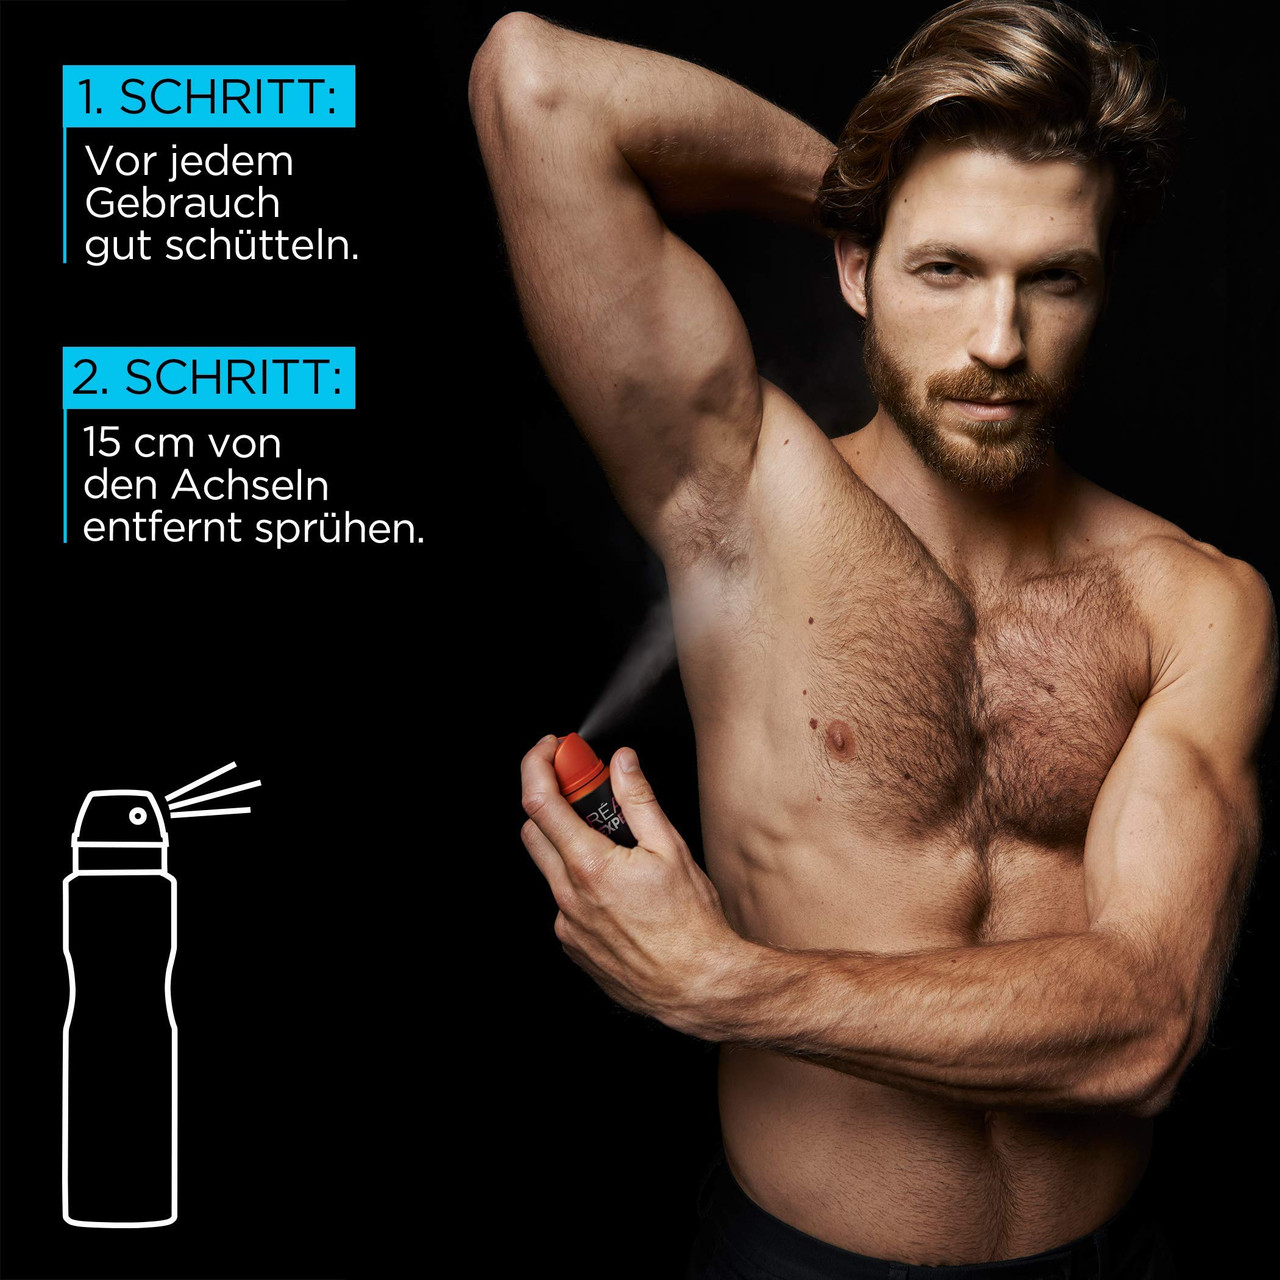 1. SCHRITT:
Vor jedem
Gebrauch
gut schütteln.
2. SCHRITT:
15 cm von
den Achseln
entfernt sprühen.